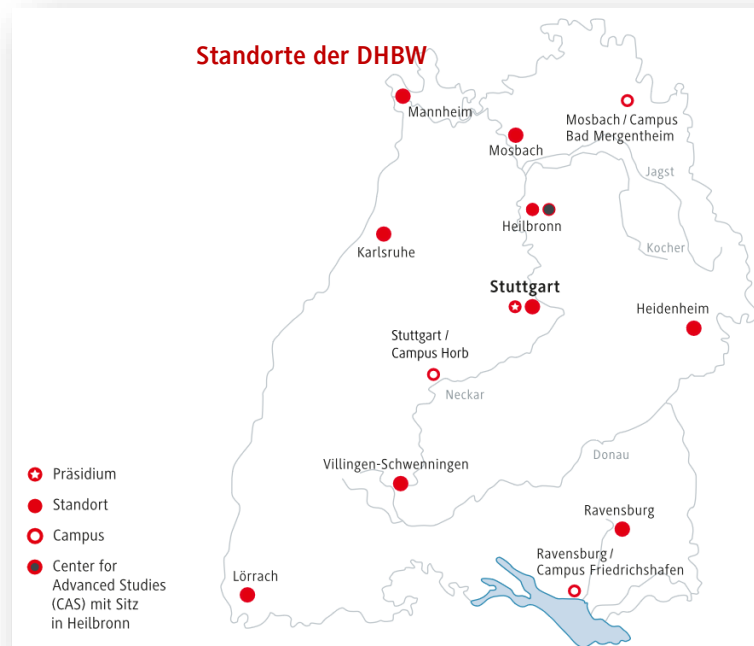 Standorte der DHBW
Mannheim
Mosbach / Campus
Bad Mergentheim
Mosbach
Jagst
Heilbronn
Kocher
Karlsruhe
Stuttgart
Heidenheim
Stuttgart /
Campus Horb
Neckar
Donau
Villingen-Schwenningen
Ravensburg
Ravensburg /
Campus Friedrichshafen
Lörrach
Präsidium
Standort
Campus
Center for
Advanced Studies
(CAS) mit Sitz
in Heilbronn